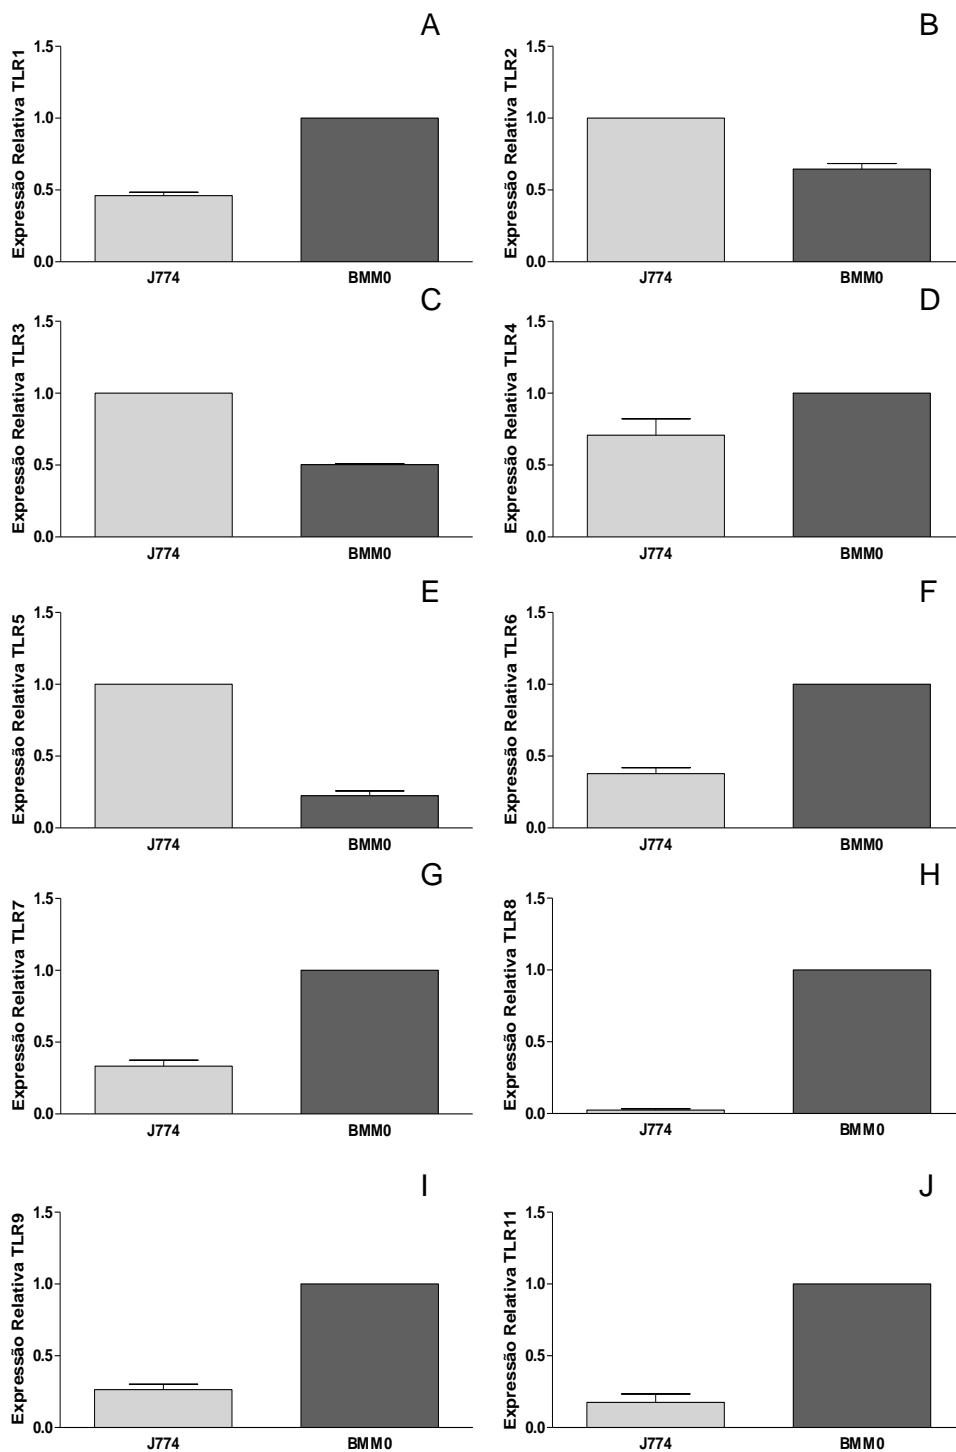 A
Expressão Relativa TLR1
1.5
1.0
0.5
0.0
J774 BMM0
B
Expressão Relativa TLR2
1.5
1.0
0.5
0.0
J774 BMM0
C
Expressão Relativa TLR3
1.5
1.0
0.5
0.0
J774 BMM0
D
Expressão Relativa TLR4
1.5
1.0
0.5
0.0
J774 BMM0
E
Expressão Relativa TLR5
1.5
1.0
0.5
0.0
J774 BMM0
F
Expressão Relativa TLR6
1.5
1.0
0.5
0.0
J774 BMM0
G
Expressão Relativa TLR7
1.5
1.0
0.5
0.0
J774 BMM0
H
Expressão Relativa TLR8
1.5
1.0
0.5
0.0
J774 BMM0
I
Expressão Relativa TLR9
1.5
1.0
0.5
0.0
J774 BMM0
J
Expressão Relativa TLR11
1.5
1.0
0.5
0.0
J774 BMM0